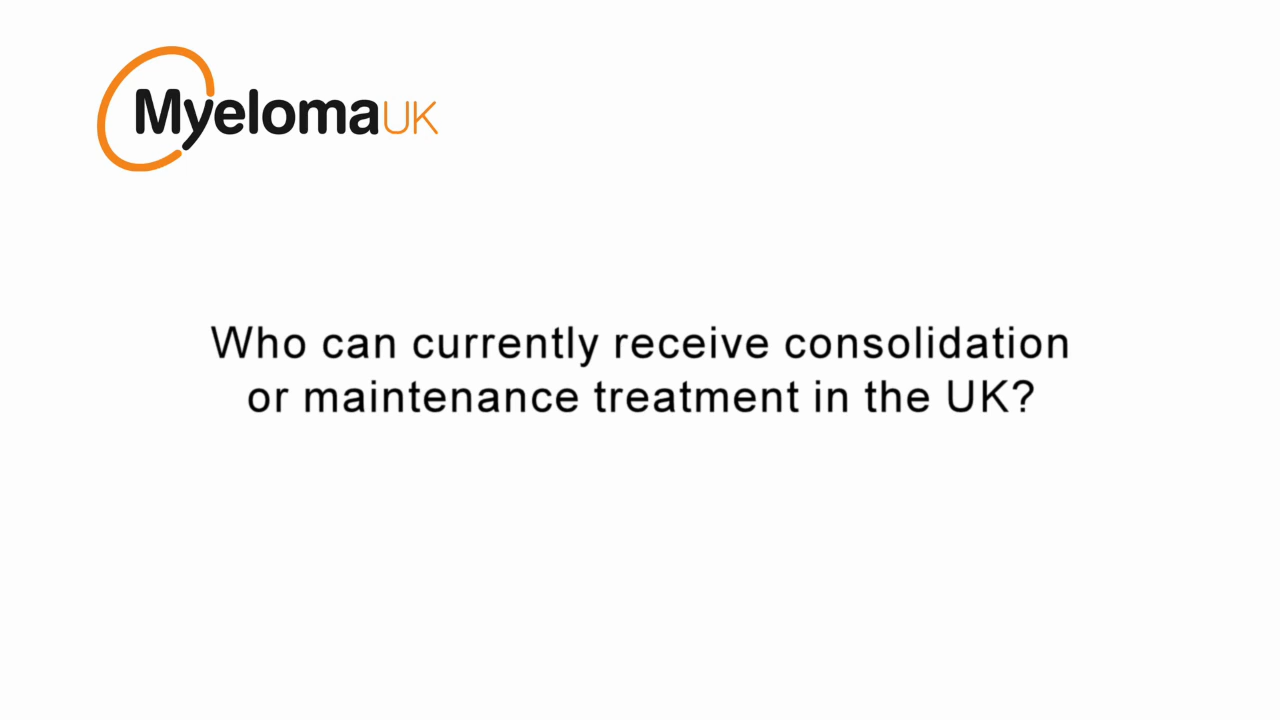 MyelomaUK
Who can currently receive consolidation
or maintenance treatment in the UK?